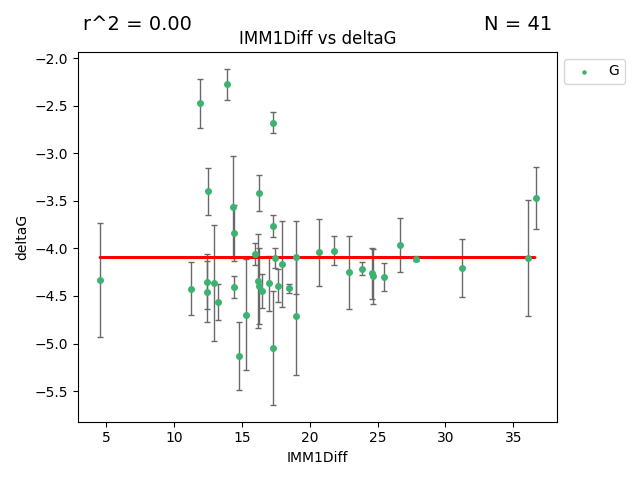 r^2 = 0.00
N = 41
IMM1Diff vs deltaG
G
−2.0
−2.5
−3.0
−3.5
−4.0
−4.5
−5.0
−5.5
deltaG
5 10 15 20 25 30 35
IMM1Diff